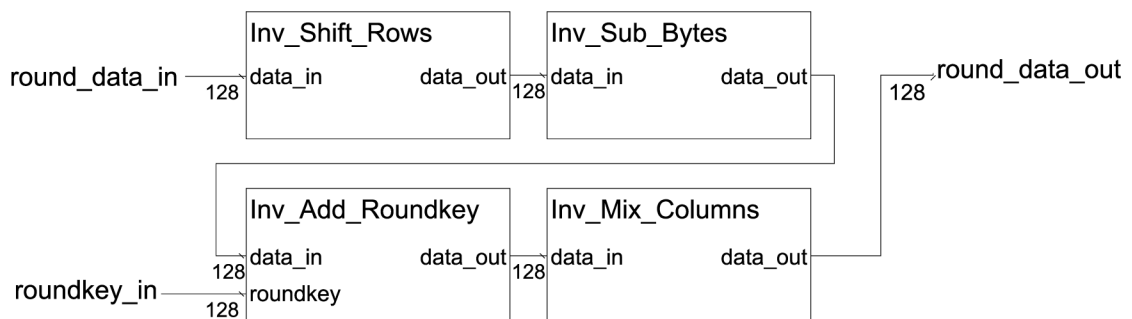 Inv_Shift_Rows
Inv_Sub_Bytes
round_data_in
data_in
data_out
data_in
data_out
round_data_out
128
128
128
Inv_Add_Roundkey
Inv_Mix_Columns
data_in
data_out
data_in
data_out
128
128
roundkey_in
roundkey
128